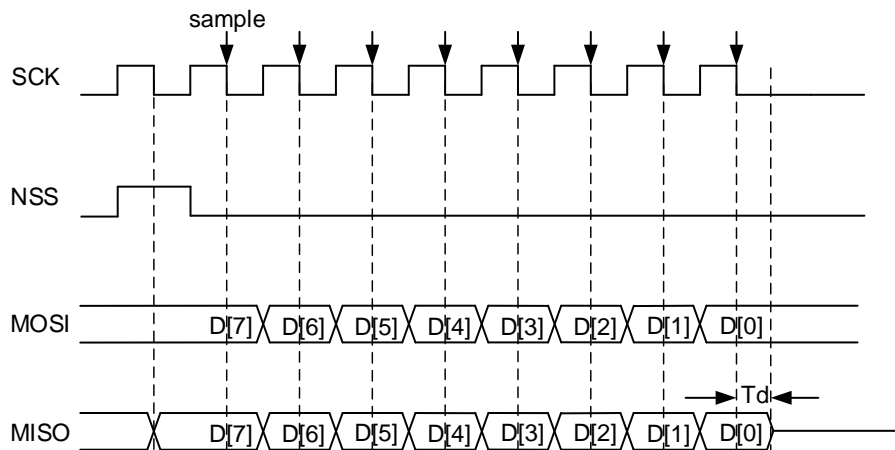 sample
SCK
NSS
MOSI D[7] D[6] D[5] D[4] D[3] D[2] D[1] D[0]
Td
MISO D[7] D[6] D[5] D[4] D[3] D[2] D[1] D[0]